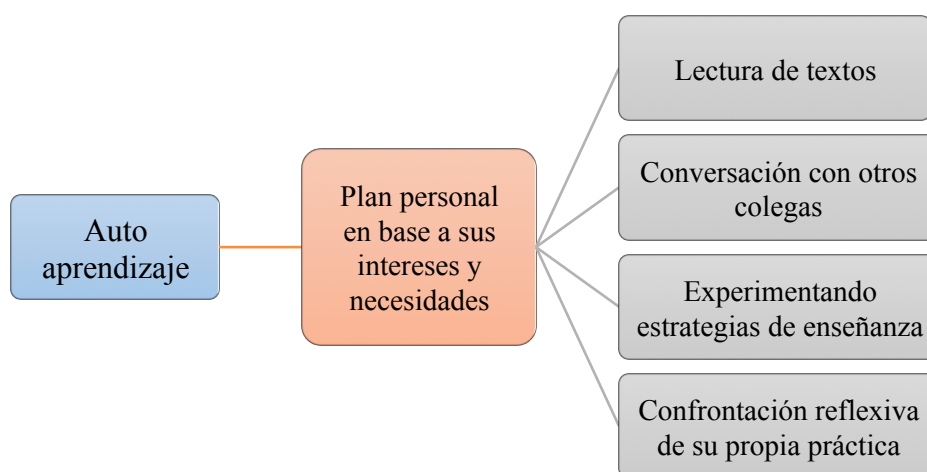 Auto
aprendizaje
Plan personal
en base a sus
intereses y
necesidades
Lectura de textos
Conversación con otros
colegas
Experimentando
estrategias de enseñanza
Confrontación reflexiva
de su propia práctica